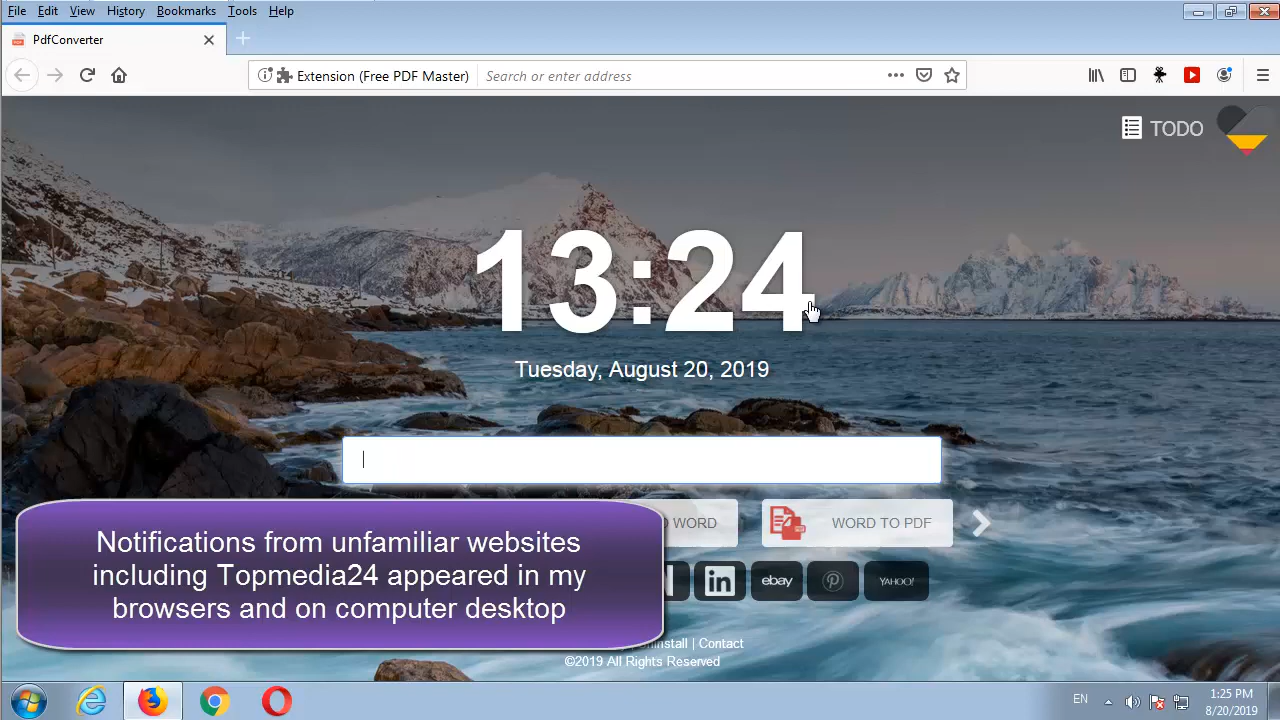 File Edit View History Bookmarks Tools Help
PdfConverter
Extension (Free PDF Master) Search or enter address
TODO
13:24
Tuesday, August 20, 2019
WORD WORD TO PDF
Notifications from unfamiliar websites
including Topmedia24 appeared in my
browsers and on computer desktop
in ebay YAHOO!
| Contact
©2019 All Rights Reserved
EN 1:25 PM
8/20/2019